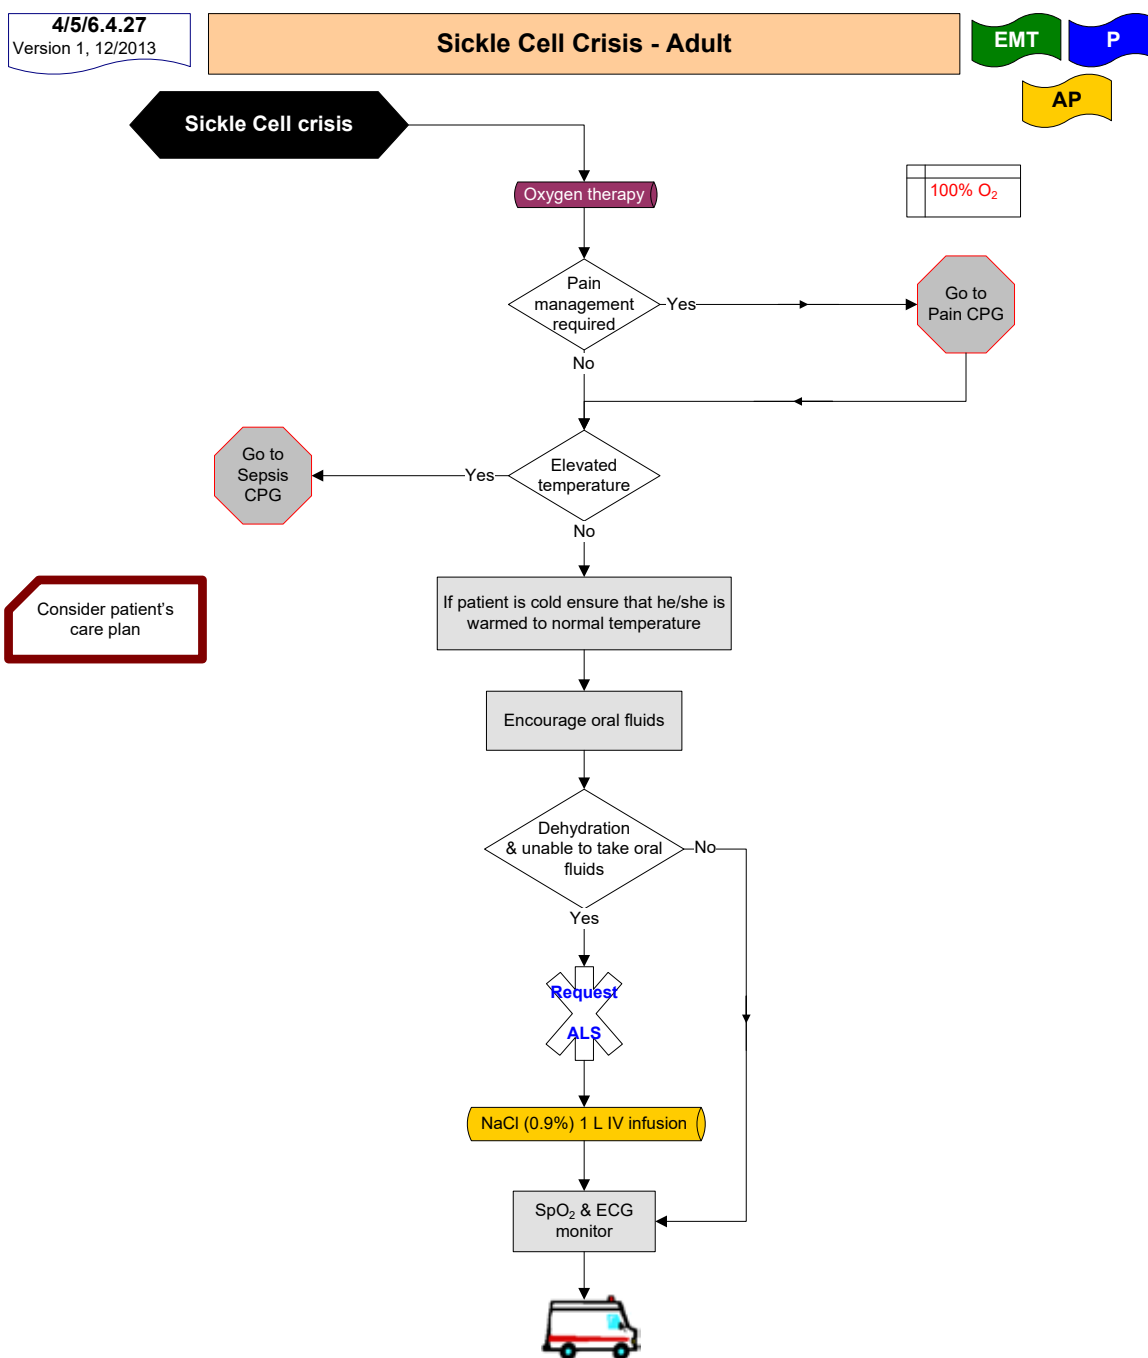 4/5/6.4.27
Version 1, 12/2013
Sickle Cell Crisis - Adult
EMT
P
AP
Sickle Cell crisis
Oxygen therapy
100% O₂
Pain
management
required
Yes
Go to
Pain CPG
No
Elevated
temperature
Yes
Go to
Sepsis
CPG
No
If patient is cold ensure that he/she is
warmed to normal temperature
Consider patient's
care plan
Encourage oral fluids
Dehydration
& unable to take oral
fluids
No
Yes
Request
ALS
NaCl (0.9%) 1 L IV infusion
SpO₂ & ECG
monitor